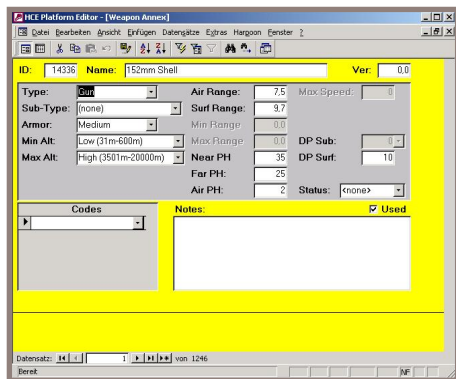 HCE Platform Editor - [Weapon Annex]
Datei Bearbeiten Ansicht Einfügen Datensätze Extras Harpoon Fenster ?
ID: 14336 Name: 152mm Shell Ver: 0,0
Type: Gun Air Range: 7,5 Max Speed: 0
Sub-Type: (none) Surf Range: 9,7
Armor: Medium Min Range 0,0
Min Alt: Low (31m-600m) Max Range 0,0 DP Sub: 0
Max Alt: High (3501m-20000m) Near PH 35 DP Surf: 10
Far PH: 25
Air PH: 2 Status: <none>
Codes Notes: Used
Datensatz: 1 von 1246
Bereit NF